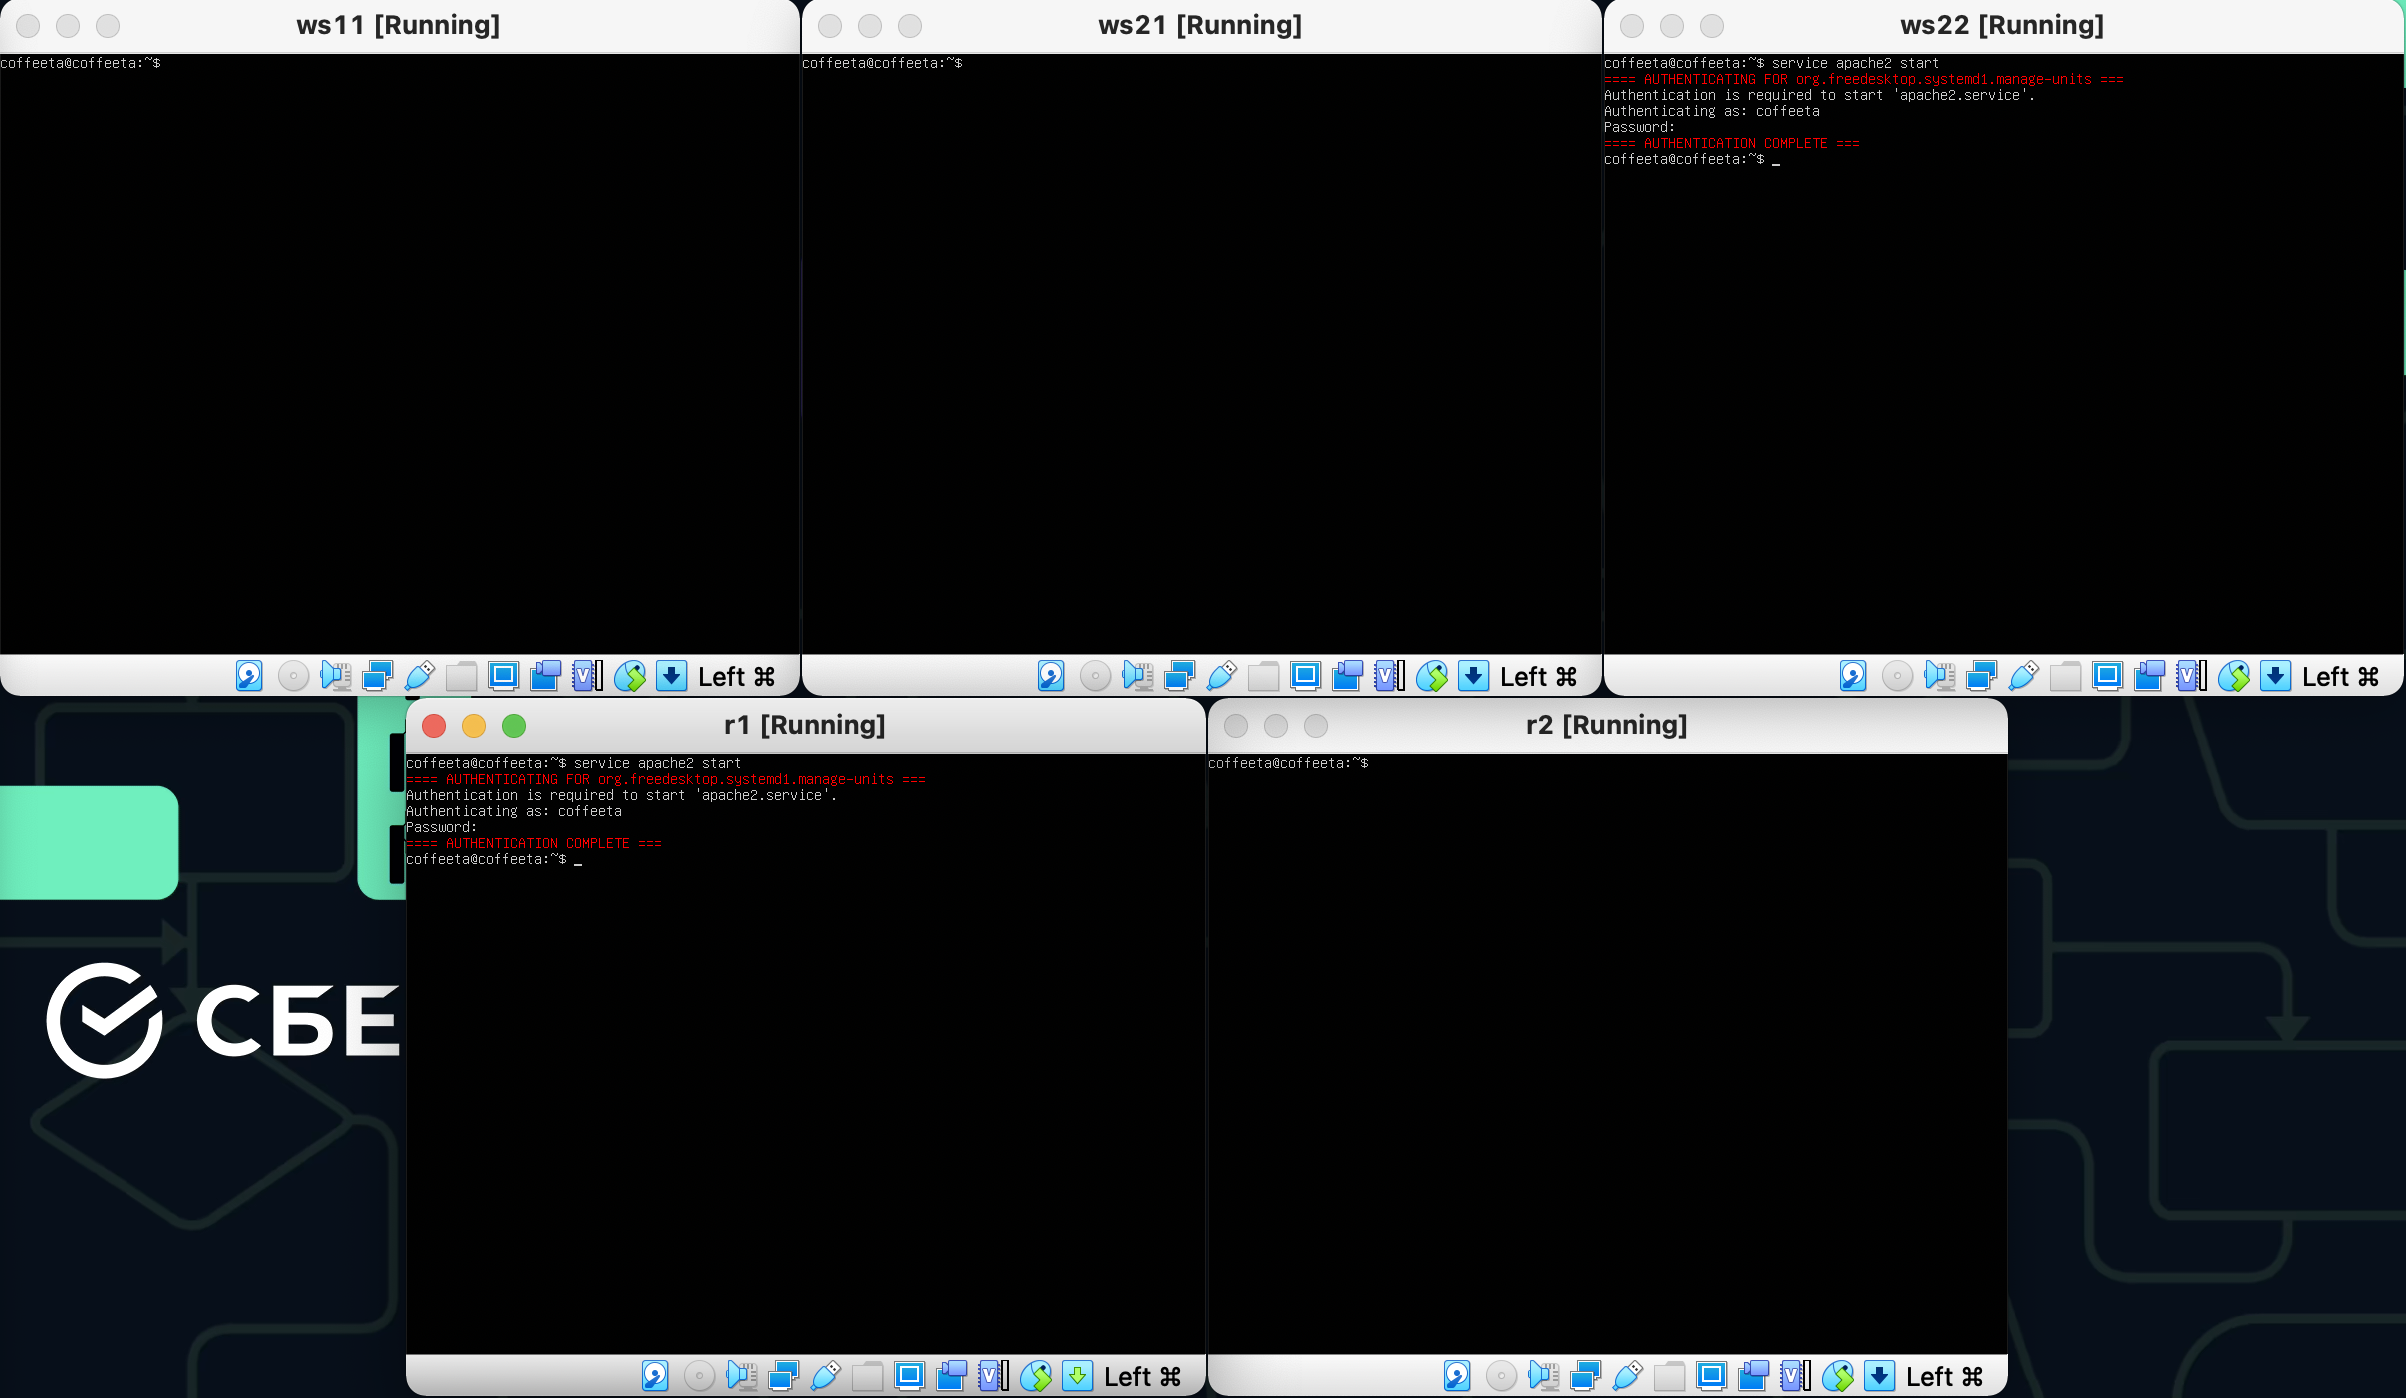 ws11 [Running]
coffeeta@coffeeta:~$
Left ⌘
ws21 [Running]
coffeeta@coffeeta:~$
Left ⌘
ws22 [Running]
coffeeta@coffeeta:~$ service apache2 start
==== AUTHENTICATING FOR org.freedesktop.systemd1.manage-units ===
Authentication is required to start 'apache2.service'.
Authenticating as: coffeeta
Password:
==== AUTHENTICATION COMPLETE ===
coffeeta@coffeeta:~$ _
Left ⌘
СБЕ
r1 [Running]
coffeeta@coffeeta:~$ service apache2 start
==== AUTHENTICATING FOR org.freedesktop.systemd1.manage-units ===
Authentication is required to start 'apache2.service'.
Authenticating as: coffeeta
Password:
==== AUTHENTICATION COMPLETE ===
coffeeta@coffeeta:~$ _
Left ⌘
r2 [Running]
coffeeta@coffeeta:~$
Left ⌘